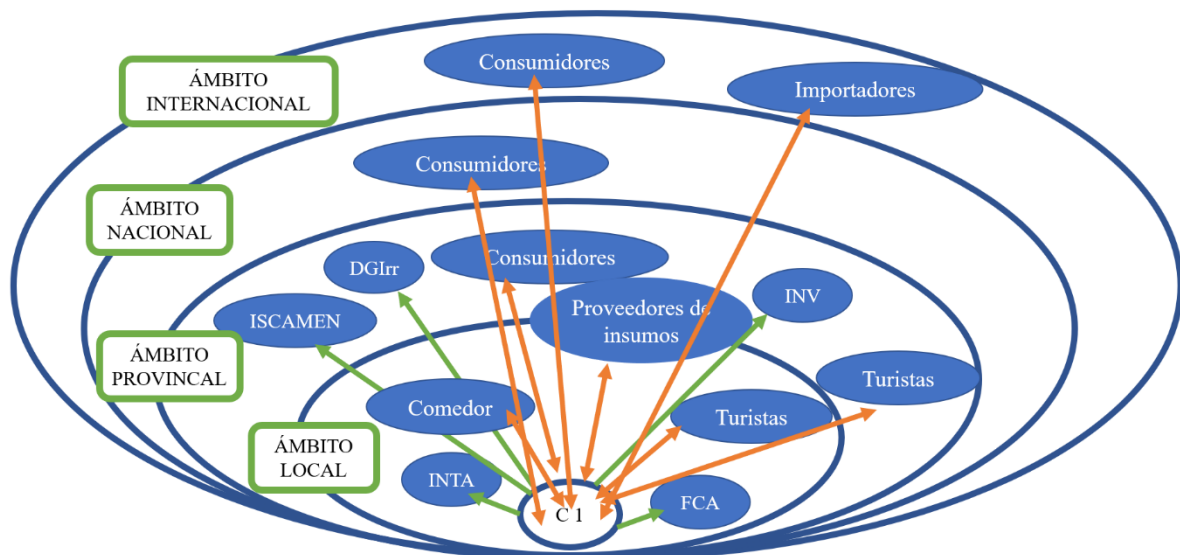 Consumidores
ÁMBITO
INTERNACIONAL
Importadores
Consumidores
ÁMBITO
NACIONAL
Consumidores
DGIrr
INV
ISCAMEN
Proveedores de
insumos
ÁMBITO
PROVINCAL
Turistas
Comedor
Turistas
ÁMBITO
LOCAL
INTA
FCA
C 1